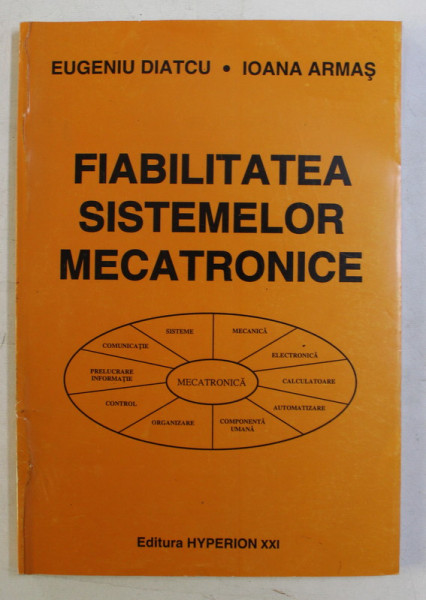 EUGENIU DIATCU • IOANA ARMAŞ
FIABILITATEA
SISTEMELOR
MECATRONICE
SISTEME
MECANICĂ
COMUNICAŢIE
ELECTRONICĂ
PRELUCRARE
INFORMAŢIE
MECATRONICĂ
CALCULATOARE
CONTROL
AUTOMATIZARE
ORGANIZARE
COMPONENTĂ
UMANĂ
Editura HYPERION XXI